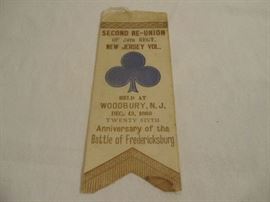 SECOND RE-UNION
OF REGT.
NEW JERSEY VOL.
HELD AT
WOODBURY, N.J.
DEC. 13, 1888
TWENTY SIXTH
Anniversary of the
Battle of Fredericksburg